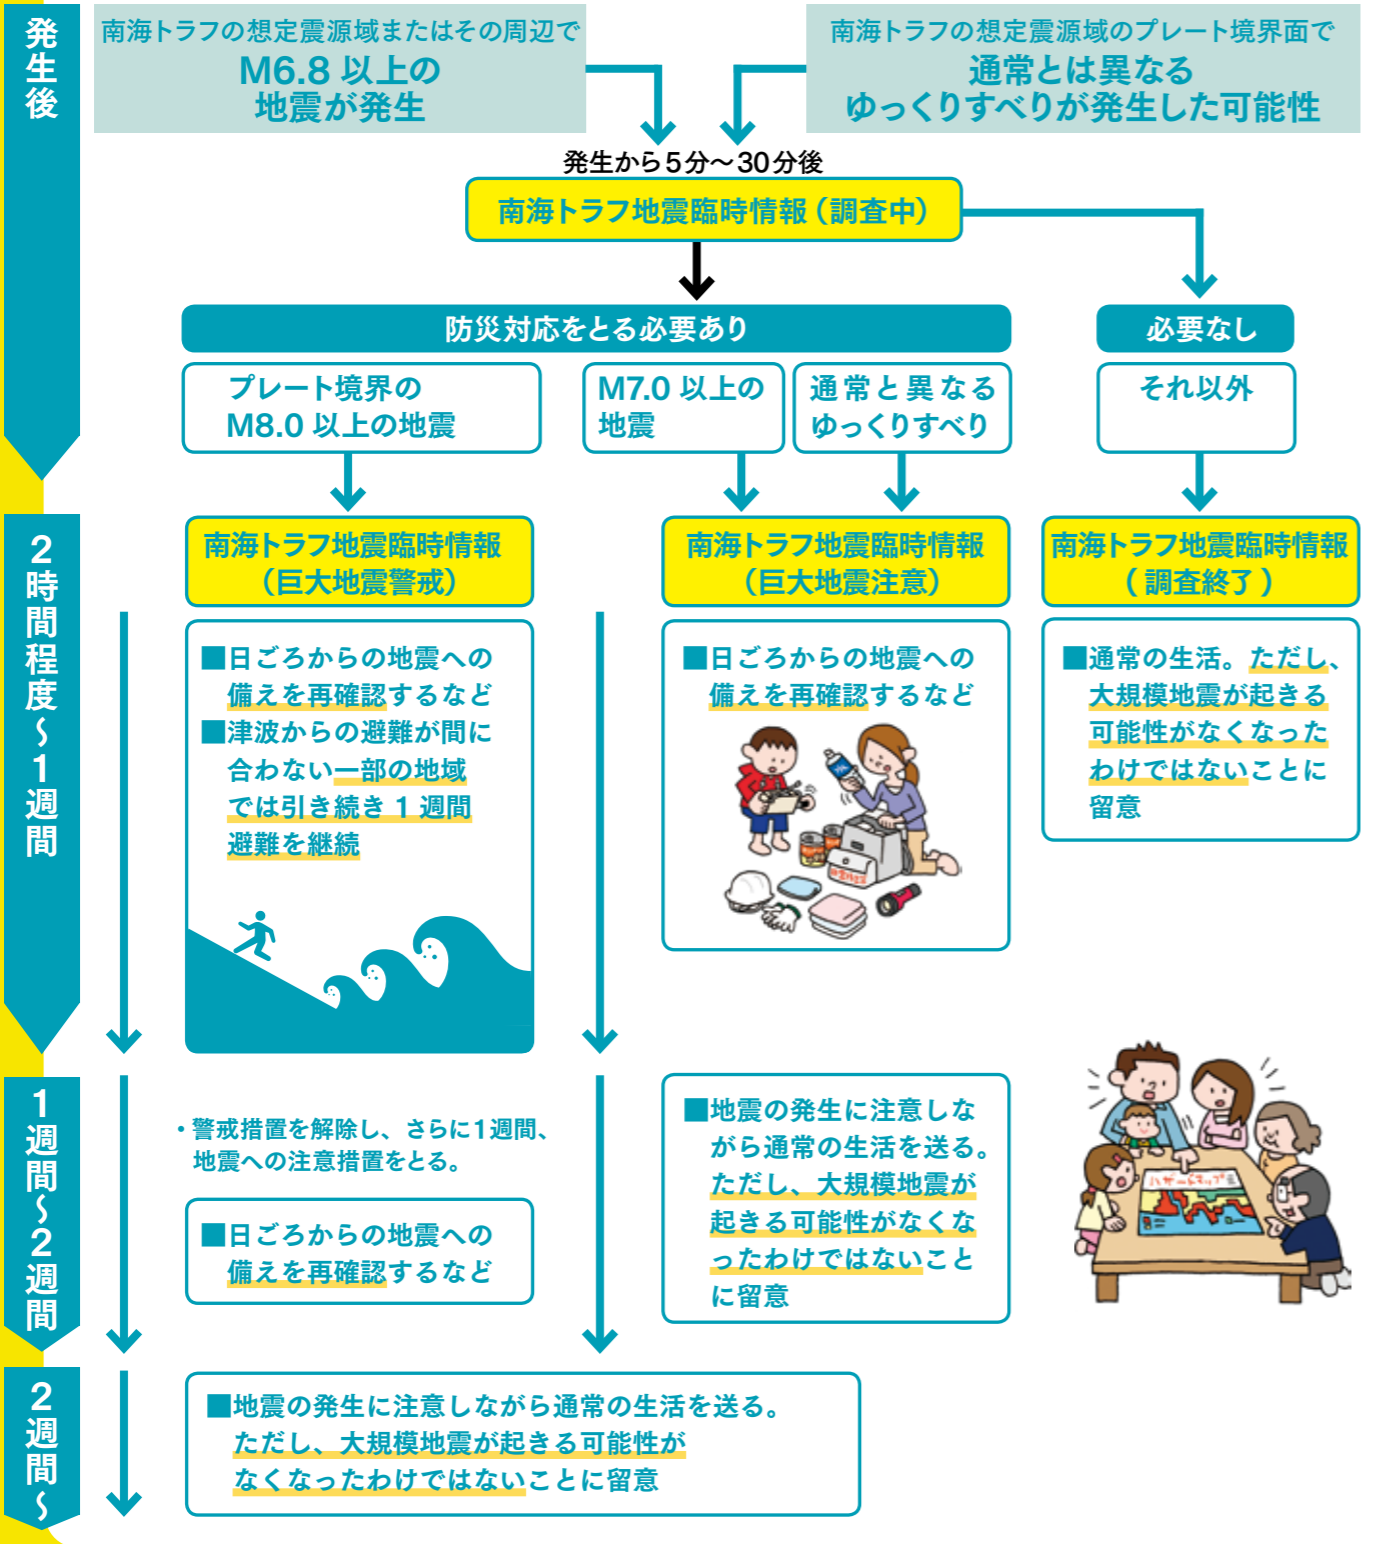 発生後
南海トラフの想定震源域またはその周辺で
M6.8 以上の
地震が発生
南海トラフの想定震源域のプレート境界面で
通常とは異なる
ゆっくりすべりが発生した可能性
発生から5分～30分後
南海トラフ地震臨時情報（調査中）
防災対応をとる必要あり
必要なし
プレート境界の
M8.0 以上の地震
M7.0 以上の
地震
通常と異なる
ゆっくりすべり
それ以外
2時間程度～1週間
南海トラフ地震臨時情報
（巨大地震警戒）
南海トラフ地震臨時情報
（巨大地震注意）
南海トラフ地震臨時情報
（調査終了）
■日ごろからの地震への
備えを再確認するなど
■津波からの避難が間に
合わない一部の地域
では引き続き 1 週間
避難を継続
■日ごろからの地震への
備えを再確認するなど
■通常の生活。ただし、
大規模地震が起きる
可能性がなくなった
わけではないことに
留意
1週間～2週間
・警戒措置を解除し、さらに1週間、
地震への注意措置をとる。
■日ごろからの地震への
備えを再確認するなど
■地震の発生に注意しな
がら通常の生活を送る。
ただし、大規模地震が
起きる可能性がなくな
ったわけではないこと
に留意
ハザードマップ
2週間～
■地震の発生に注意しながら通常の生活を送る。
ただし、大規模地震が起きる可能性が
なくなったわけではないことに留意